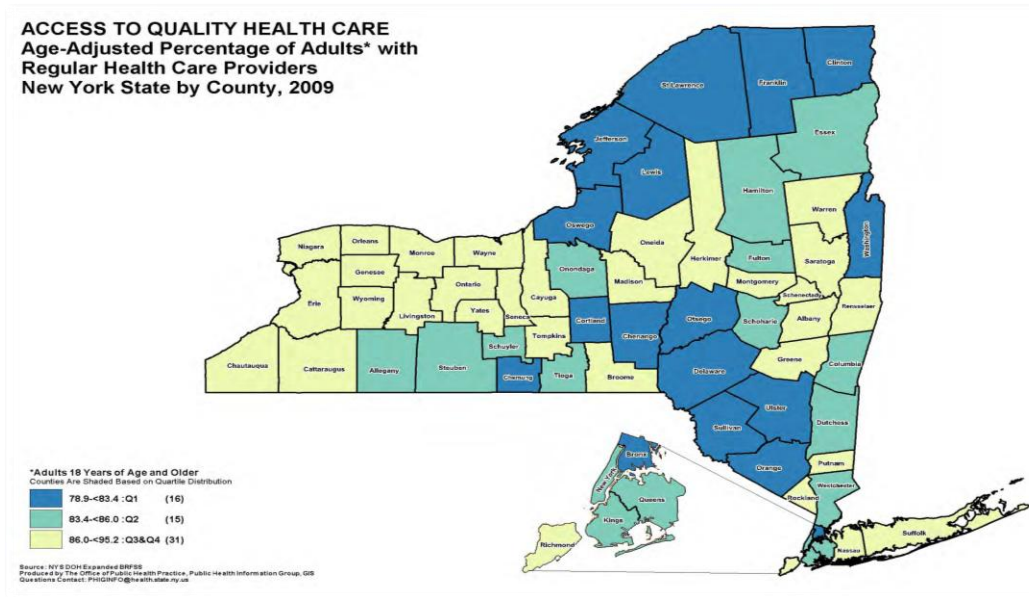 ACCESS TO QUALITY HEALTH CARE
Age-Adjusted Percentage of Adults* with
Regular Health Care Providers
New York State by County, 2009
Clinton
Franklin
St Lawrence
Essex
Jefferson
Lewis
Hamilton
Warren
Washington
Oswego
Oneida
Herkimer
Fulton
Saratoga
Niagara
Orleans
Monroe
Wayne
Onondaga
Madison
Montgomery
Genesee
Ontario
Cayuga
Schenectady
Rensselaer
Erie
Wyoming
Livingston
Yates
Seneca
Cortland
Chenango
Otsego
Schoharie
Albany
Tompkins
Schuyler
Chautauqua
Cattaraugus
Allegany
Steuben
Chemung
Tioga
Broome
Delaware
Greene
Columbia
Ulster
Dutchess
Sullivan
Orange
Putnam
Westchester
Rockland
Bronx
New York
Queens
Kings
Richmond
Nassau
Suffolk
*Adults 18 Years of Age and Older
Counties Are Shaded Based on Quartile Distribution
78.9-<83.4 :Q1 (16)
83.4-<86.0 :Q2 (15)
86.0-<95.2 :Q3&Q4 (31)
Source: NYS DOH Expanded BRFSS
Produced by The Office of Public Health Practice, Public Health Information Group, GIS
Questions Contact: PHIGINFO@health.state.ny.us